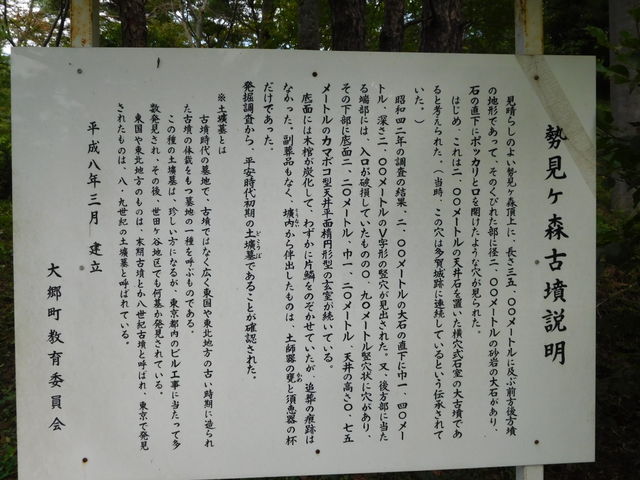 勢見ヶ森古墳説明
見晴らしのよい勢見ヶ森頂上に、長さ三五、〇〇メートルに及ぶ前方後方墳
の地形であって、そのくびれた部に径二、〇〇メートルの砂岩の大石があり、
石の直下にポッカリと口を開けたような穴が見られた。
はじめ、これは二、〇〇メートルの天井石を置いた横穴式石室の大古墳であ
ると考えられた。（当時、この穴は多賀城跡に連続しているという伝承されて
いた。）
昭和四二年の調査の結果、二、〇〇メートルの大石の直下に巾一、四〇メー
トル、深さ二、〇〇メートルのV字形の竪穴が見出された。又、後方部に当た
る端部には、入口が破損していたものの〇、九〇メートル竪穴状に穴があり、
その下部に底面二、二〇メートル、巾一、二〇メートル、天井の高さ〇、七五
メートルのカマボコ型天井平面楕円形型の玄室が続いている。
底面には木棺が炭化して、わずかに片鱗をのぞかせていたが、追葬の痕跡は
なかった。副葬品もなく、壙内から伴出したものは、土師器の甕と須恵器の杯
だけであった。
発掘調査から、平安時代初期の土壙墓であることが確認された。
※土壙墓とは
古墳時代の墓地で、古墳ではなく広く東国や東北地方の古い時期に造られ
た古墳の体裁をもつ墓地の一種を呼ぶものである。
この種の土壙墓は、珍しい方になるが、東京都内のビル工事に当たって多
数発見され、その後、世田ヶ谷地区でも何基か発見されている。
東国や東北地方のものは、末期古墳とか八世紀古墳と呼ばれ、東京で発見
されたものは、八、九世紀の土壙墓と呼ばれている。
平成八年三月 建立
大郷町教育委員会